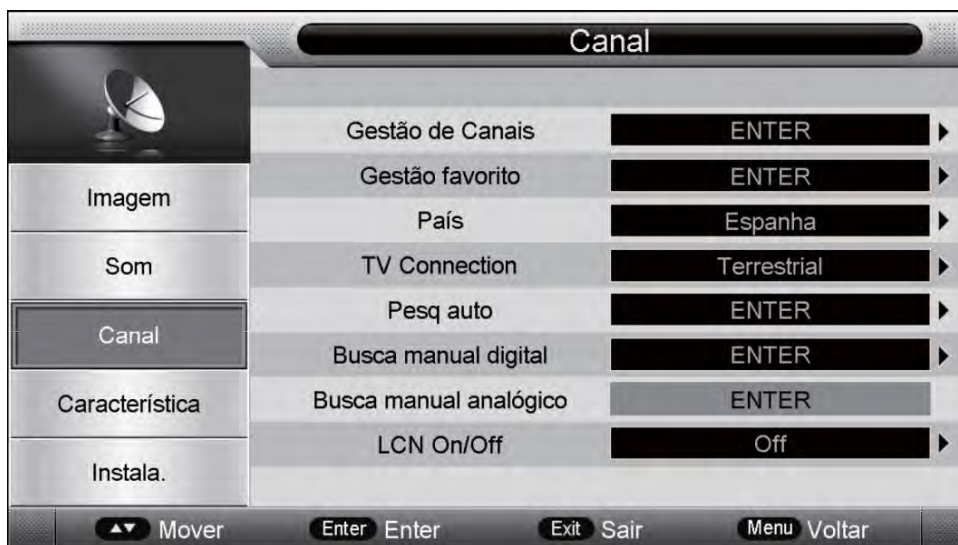 Canal
Imagem
Som
Canal
Característica
Instala.
Gestão de Canais ENTER
Gestão favorito ENTER
País Espanha
TV Connection Terrestrial
Pesq auto ENTER
Busca manual digital ENTER
Busca manual analógico ENTER
LCN On/Off Off
Mover Enter Enter Exit Sair Menu Voltar